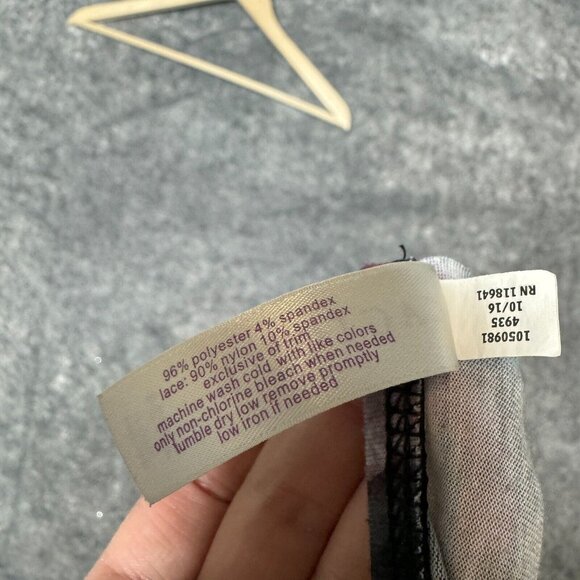 96% polyester 4% spandex
lace: 90% nylon 10% spandex
exclusive of trim
machine wash cold with like colors
only non-chlorine bleach when needed
tumble dry low remove promptly
low iron if needed
1050981
4935
10/16
RN 118641